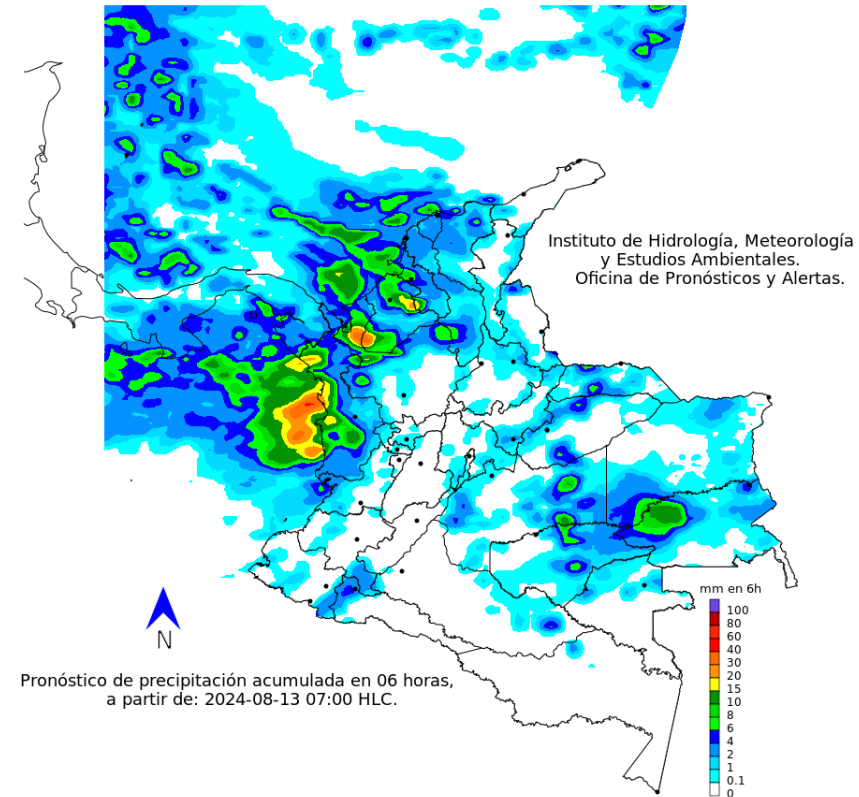 Instituto de Hidrología, Meteorología
y Estudios Ambientales.
Oficina de Pronósticos y Alertas.
mm en 6h
100
80
60
40
30
20
15
10
8
6
4
2
1
0.1
0
N
Pronóstico de precipitación acumulada en 06 horas,
a partir de: 2024-08-13 07:00 HLC.